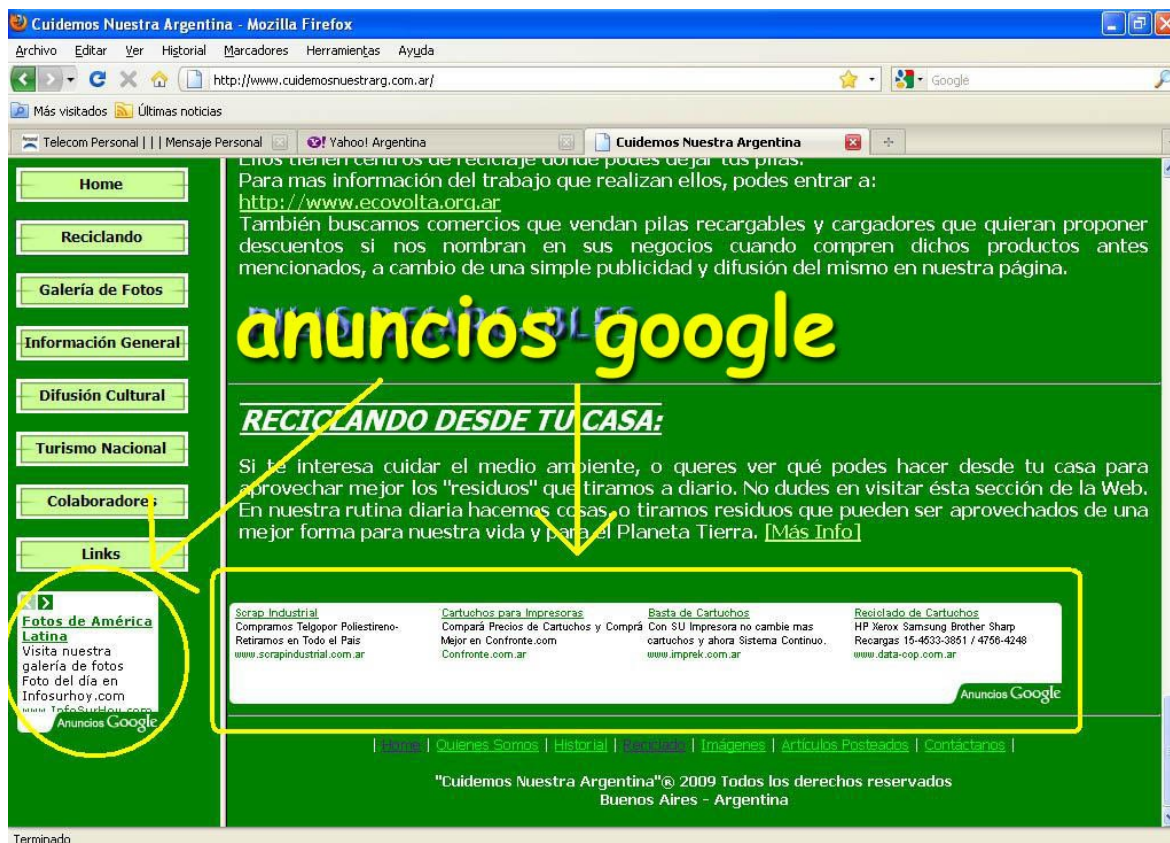 Cuidemos Nuestra Argentina - Mozilla Firefox
Archivo Editar Ver Historial Marcadores Herramientas Ayuda
http://www.cuidemosnuestrarg.com.ar/
Google
Más visitados Últimas noticias
Telecom Personal | | | Mensaje Personal
Yahoo! Argentina
Cuidemos Nuestra Argentina
Home
Reciclando
Galería de Fotos
Información General
Difusión Cultural
Turismo Nacional
Colaboradores
Links
Fotos de América
Latina
Visita nuestra
galería de fotos
Foto del día en
Infosurhoy.com
www.InfoSurHoy.com
Anuncios Google
Ellos tienen centros de reciclaje donde podes dejar tus pilas.
Para mas información del trabajo que realizan ellos, podes entrar a:
http://www.ecovolta.org.ar
También buscamos comercios que vendan pilas recargables y cargadores que quieran proponer
descuentos si nos nombran en sus negocios cuando compren dichos productos antes
mencionados, a cambio de una simple publicidad y difusión del mismo en nuestra página.
anuncios google
RECICLANDO DESDE TU CASA:
Si te interesa cuidar el medio ambiente, o queres ver qué podes hacer desde tu casa para
aprovechar mejor los "residuos" que tiramos a diario. No dudes en visitar ésta sección de la Web.
En nuestra rutina diaria hacemos cosas, o tiramos residuos que pueden ser aprovechados de una
mejor forma para nuestra vida y para el Planeta Tierra. [Más Info]
Scrap Industrial
Compramos Telgopor Poliestireno-
Retiramos en Todo el Pais
www.scrapindustrial.com.ar
Cartuchos para Impresoras
Compará Precios de Cartuchos y Comprá
Mejor en Confronte.com
Confronte.com.ar
Basta de Cartuchos
Con SU Impresora no cambie mas
cartuchos y ahora Sistema Continuo.
www.imprek.com.ar
Reciclado de Cartuchos
HP Xerox Samsung Brother Sharp
Recargas 15-4533-3851 / 4756-4248
www.data-cop.com.ar
Anuncios Google
| Home | Quienes Somos | Historial | Reciclado | Imágenes | Artículos Posteados | Contáctanos |
"Cuidemos Nuestra Argentina"® 2009 Todos los derechos reservados
Buenos Aires - Argentina
Terminado